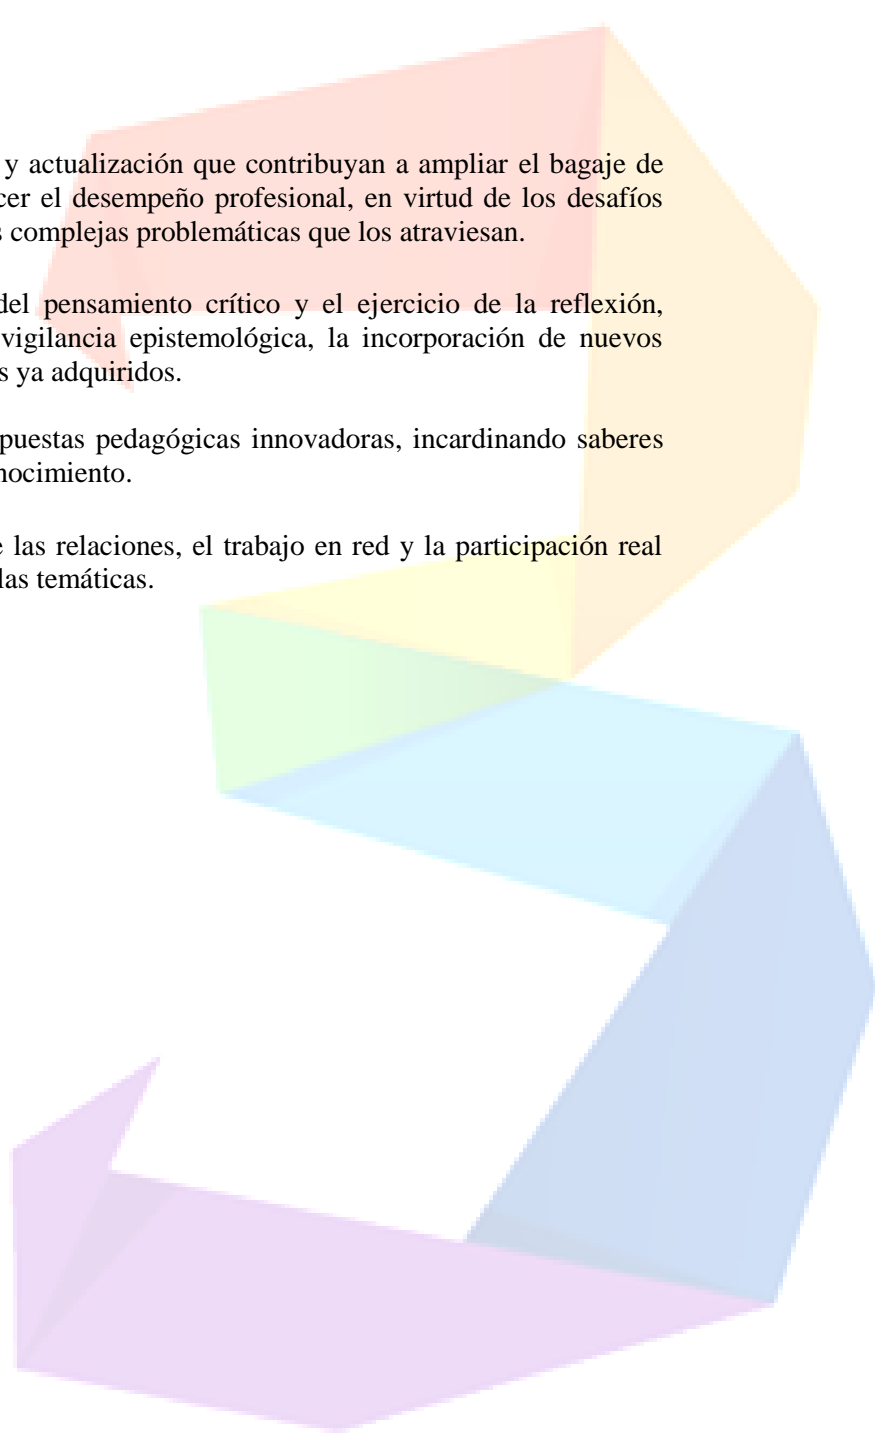 y actualización que contribuyan a ampliar el bagaje de
cer el desempeño profesional, en virtud de los desafíos
s complejas problemáticas que los atraviesan.
del pensamiento crítico y el ejercicio de la reflexión,
vigilancia epistemológica, la incorporación de nuevos
s ya adquiridos.
puestas pedagógicas innovadoras, incardinando saberes
nocimiento.
e las relaciones, el trabajo en red y la participación real
las temáticas.